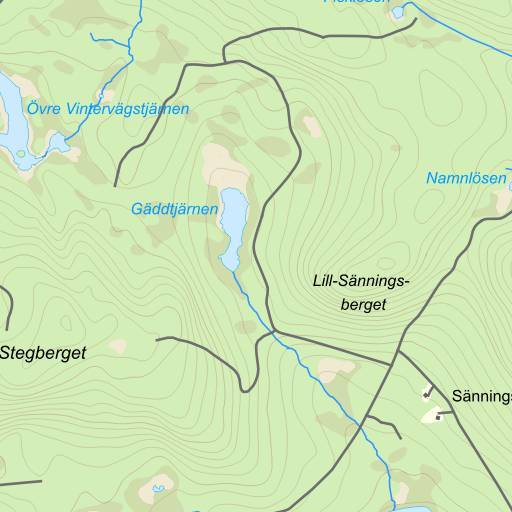 Övre Vintervägstjärnen
Namnlösen
Gäddtjärnen
Lill-Sännings-
berget
Stegberget
Sännings